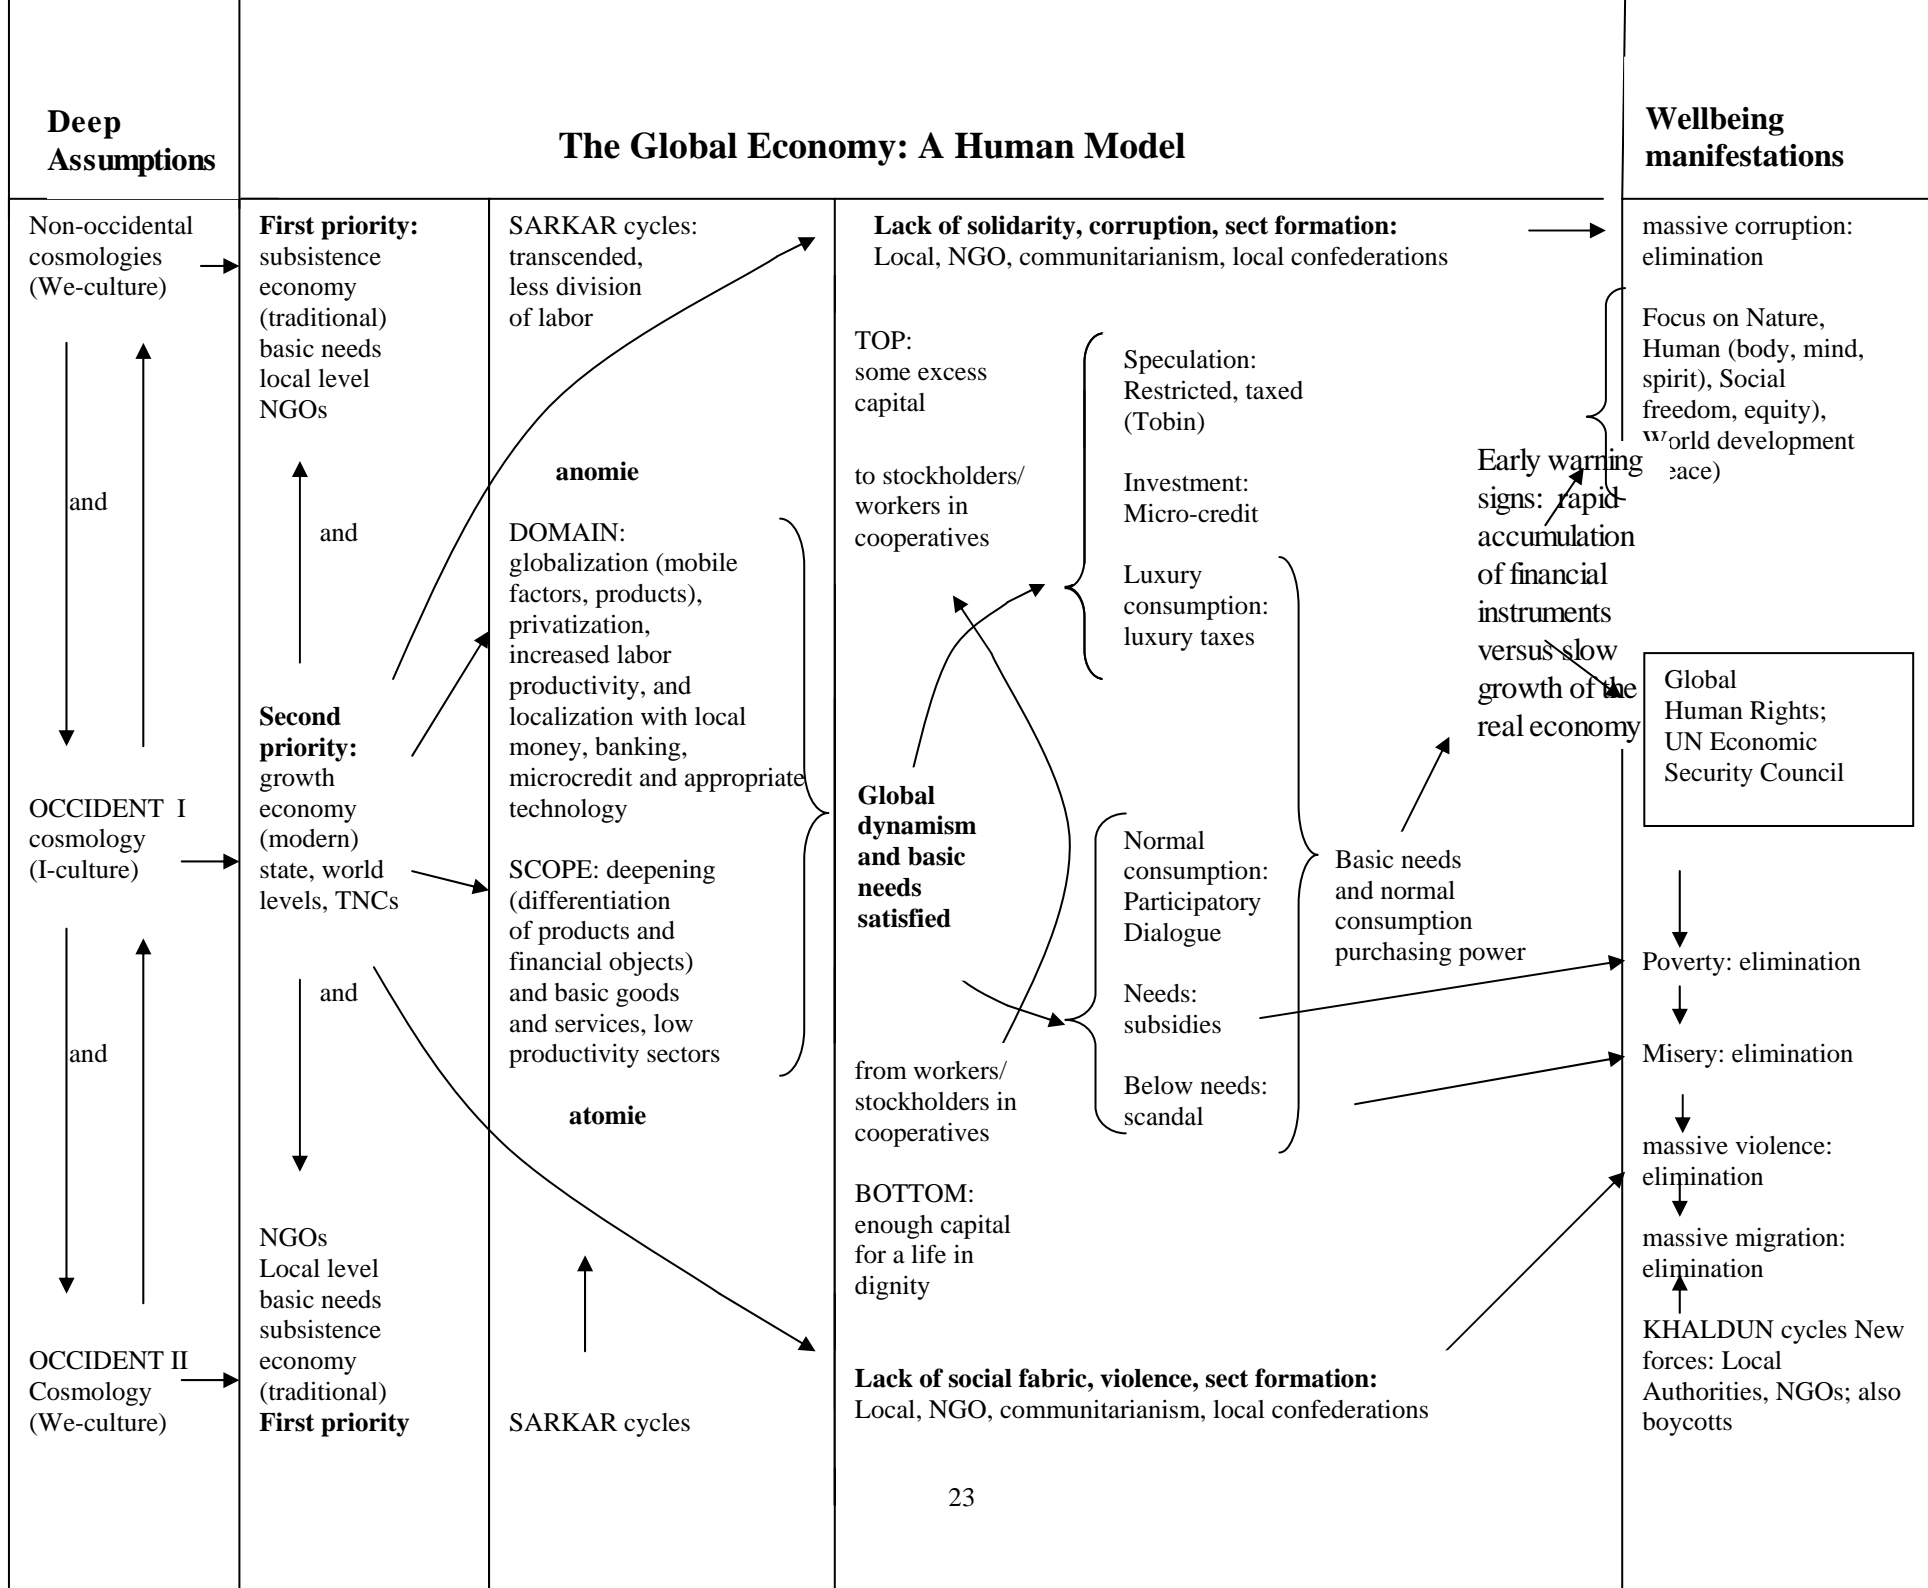 Deep
Assumptions
The Global Economy: A Human Model
Wellbeing
manifestations
Non-occidental
cosmologies
(We-culture)
and
OCCIDENT I
cosmology
(I-culture)
and
OCCIDENT II
Cosmology
(We-culture)
First priority:
subsistence
economy
(traditional)
basic needs
local level
NGOs
and
Second
priority:
growth
economy
(modern)
state, world
levels, TNCs
and
NGOs
Local level
basic needs
subsistence
economy
(traditional)
First priority
SARKAR cycles:
transcended,
less division
of labor
anomie
DOMAIN:
globalization (mobile
factors, products),
privatization,
increased labor
productivity, and
localization with local
money, banking,
microcredit and appropriate
technology
SCOPE: deepening
(differentiation
of products and
financial objects)
and basic goods
and services, low
productivity sectors
atomie
SARKAR cycles
Lack of solidarity, corruption, sect formation:
Local, NGO, communitarianism, local confederations
TOP:
some excess
capital
to stockholders/
workers in
cooperatives
Global
dynamism
and basic
needs
satisfied
from workers/
stockholders in
cooperatives
BOTTOM:
enough capital
for a life in
dignity
Speculation:
Restricted, taxed
(Tobin)
Investment:
Micro-credit
Luxury
consumption:
luxury taxes
Normal
consumption:
Participatory
Dialogue
Needs:
subsidies
Below needs:
scandal
Basic needs
and normal
consumption
purchasing power
Early warning
signs: rapid
accumulation
of financial
instruments
versus slow
growth of the
real economy
Lack of social fabric, violence, sect formation:
Local, NGO, communitarianism, local confederations
massive corruption:
elimination
Focus on Nature,
Human (body, mind,
spirit), Social
freedom, equity),
World development
eace)
Global
Human Rights;
UN Economic
Security Council
Poverty: elimination
Misery: elimination
massive violence:
elimination
massive migration:
elimination
KHALDUN cycles New
forces: Local
Authorities, NGOs; also
boycotts
23